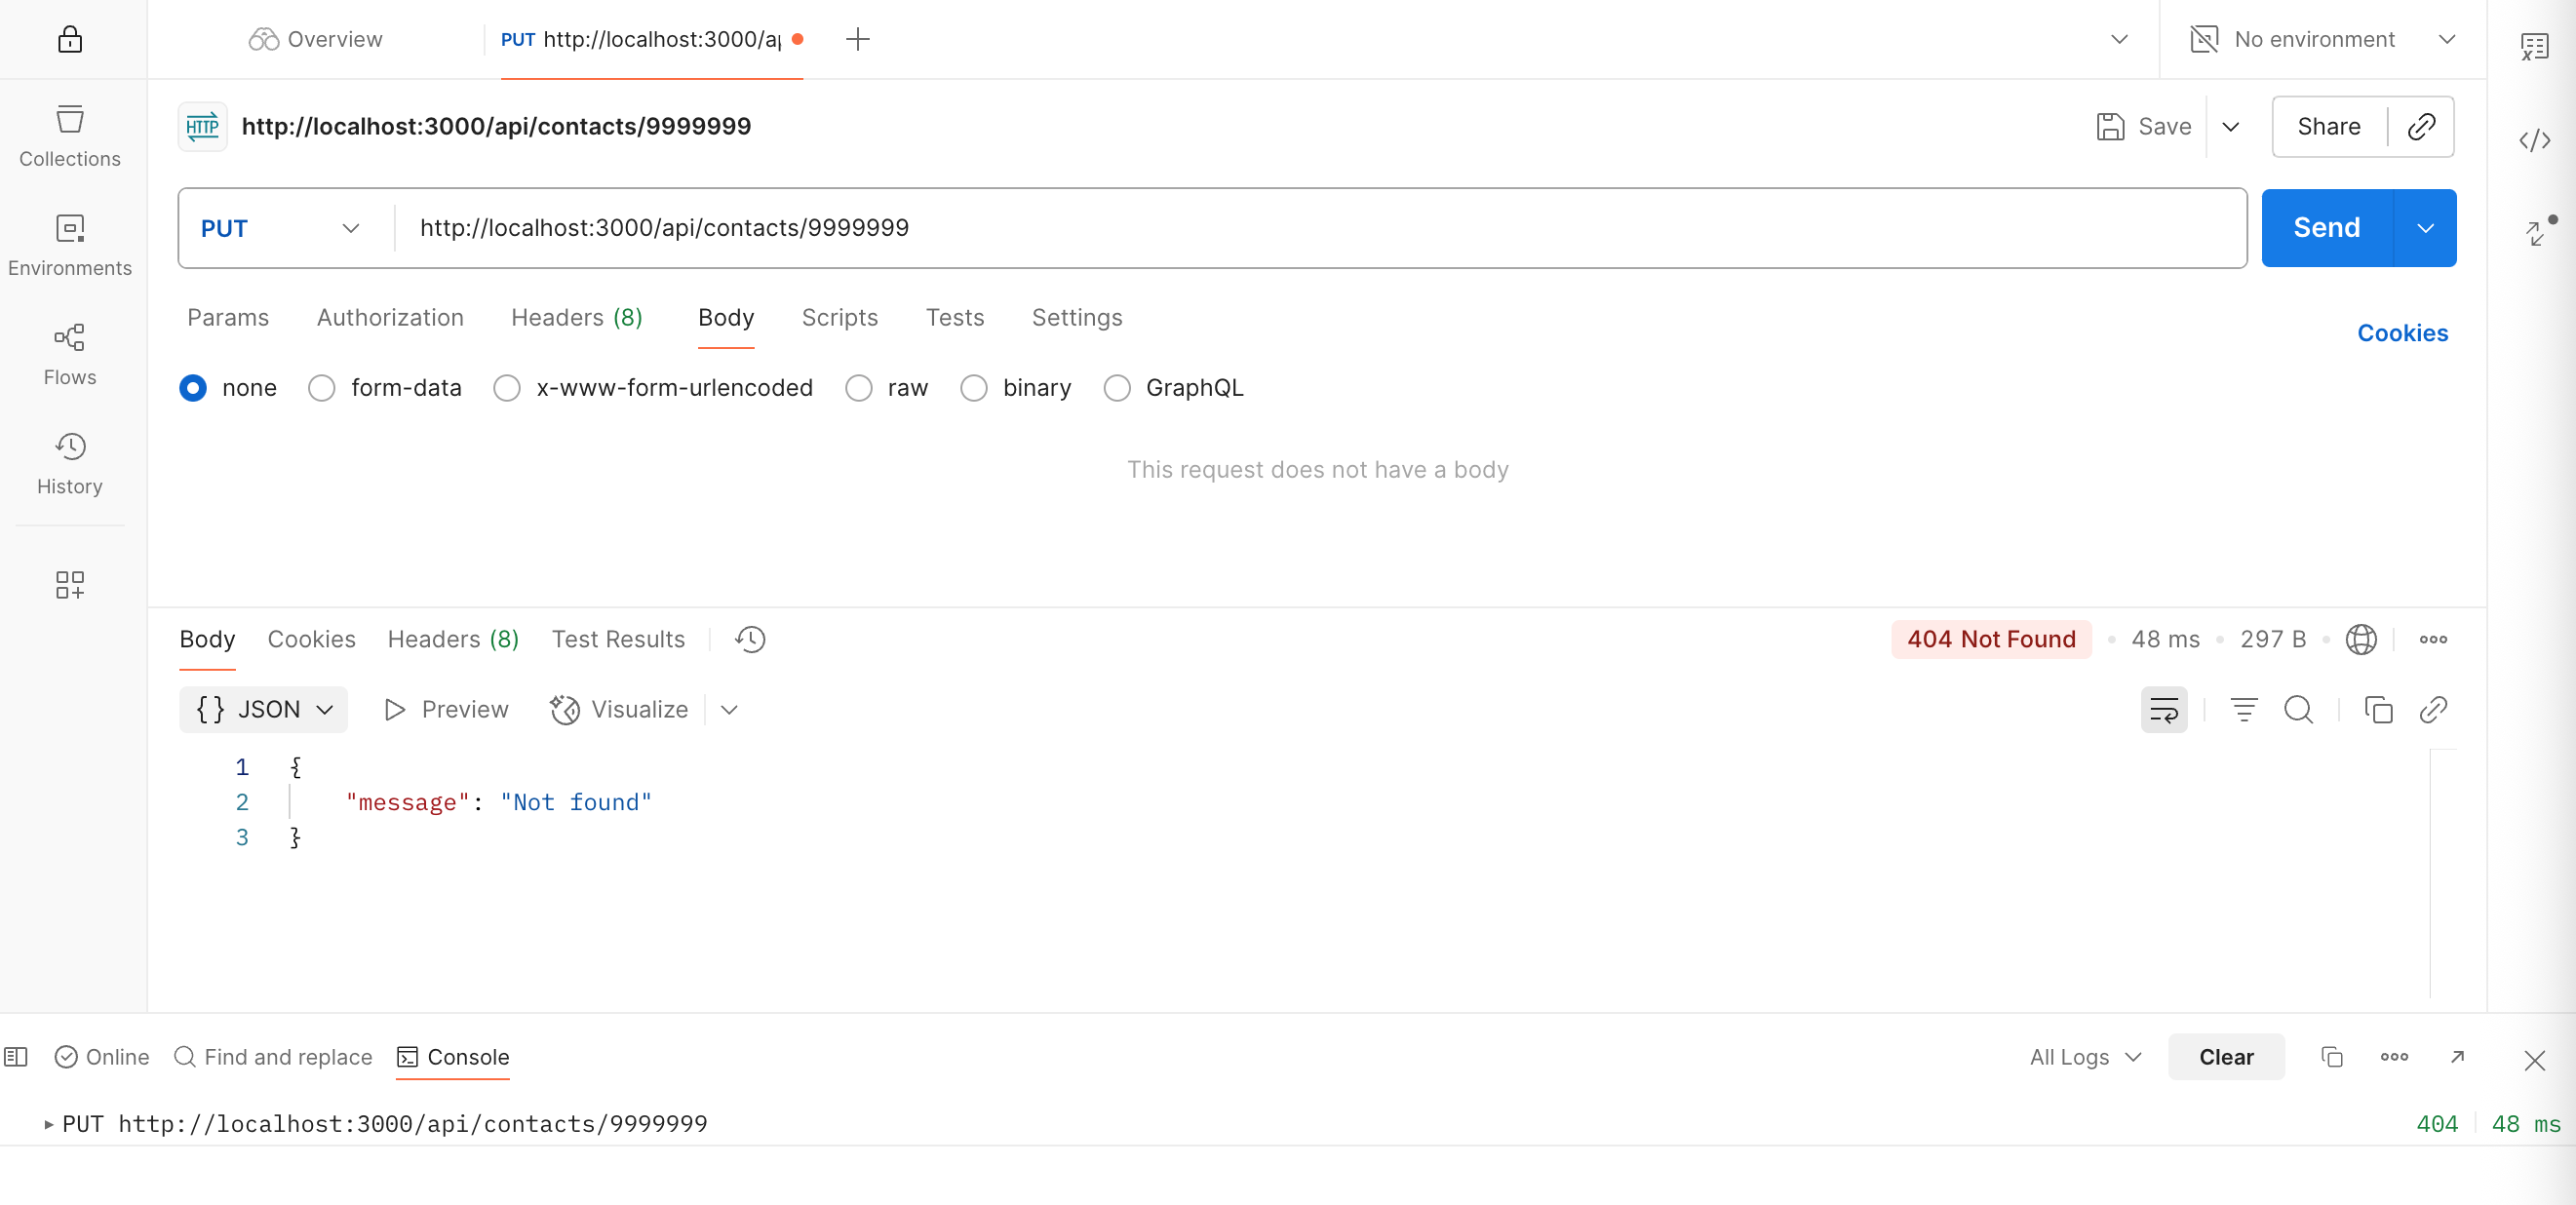 Overview
PUT http://localhost:3000/ap
No environment
Collections
Environments
Flows
History
HTTP http://localhost:3000/api/contacts/9999999
Save
Share
PUT http://localhost:3000/api/contacts/9999999
Send
Params Authorization Headers (8) Body Scripts Tests Settings
Cookies
none form-data x-www-form-urlencoded raw binary GraphQL
This request does not have a body
Body Cookies Headers (8) Test Results
404 Not Found • 48 ms • 297 B •
{} JSON Preview Visualize
1 {
2 "message": "Not found"
3 }
Online Find and replace Console
All Logs Clear
PUT http://localhost:3000/api/contacts/9999999 404 48 ms